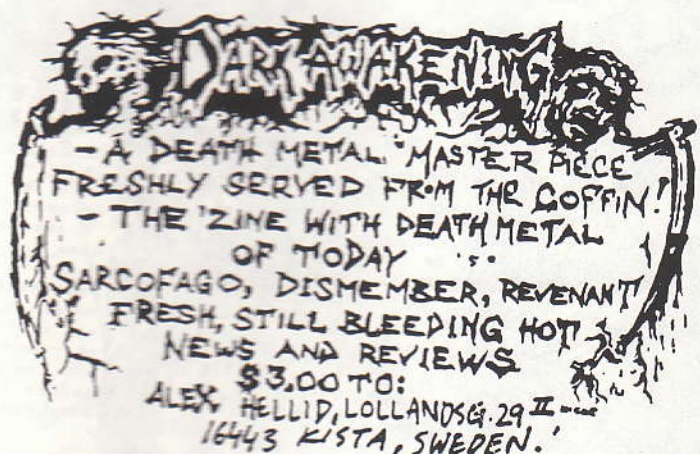 DARK AWAKENING
- A DEATH METAL "MASTER PIECE
FRESHLY SERVED FROM THE COFFIN!
- THE 'ZINE WITH DEATH METAL
OF TODAY
SARCOFAGO, DISMEMBER, REVENANT
FRESH, STILL BLEEDING HOT
NEWS AND REVIEWS
$3.00 TO:
ALEX HELLID, LOLLANDSG. 29 II
16443 KISTA, SWEDEN.